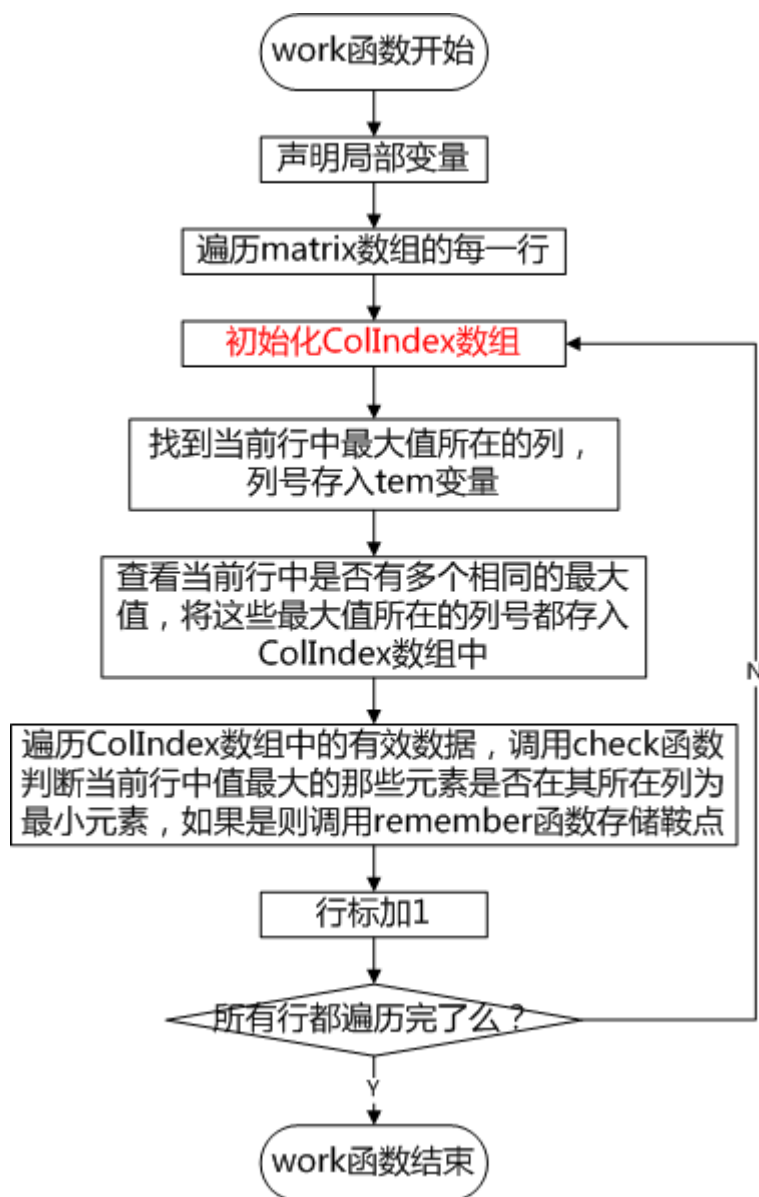 work函数开始
声明局部变量
遍历matrix数组的每一行
初始化ColIndex数组
找到当前行中最大值所在的列，
列号存入tem变量
查看当前行中是否有多个相同的最大
值，将这些最大值所在的列号都存入
ColIndex数组中
N
遍历ColIndex数组中的有效数据，调用check函数
判断当前行中值最大的那些元素是否在其所在列为
最小元素，如果是则调用remember函数存储鞍点
行标加1
所有行都遍历完了么？
Y
work函数结束